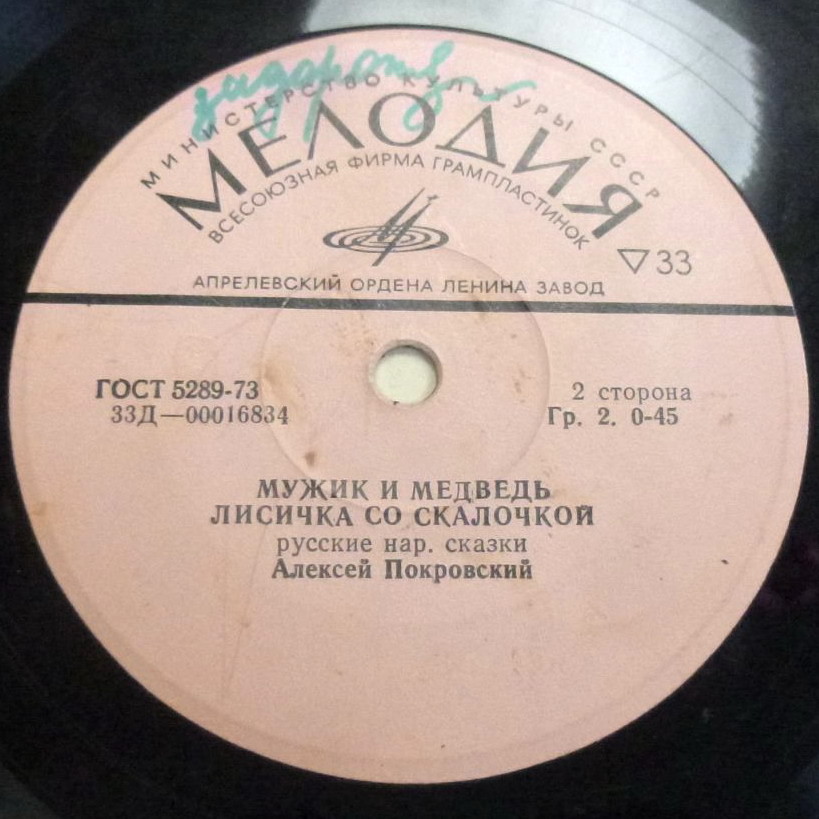 МИНИСТЕРСТВО КУЛЬТУРЫ СССР
МЕЛОДИЯ
ВСЕСОЮЗНАЯ ФИРМА ГРАМПЛАСТИНОК
33
АПРЕЛЕВСКИЙ ОРДЕНА ЛЕНИНА ЗАВОД
ГОСТ 5289-73
33Д—00016834
2 сторона
Гр. 2. 0-45
МУЖИК И МЕДВЕДЬ
ЛИСИЧКА СО СКАЛОЧКОЙ
русские нар. сказки
Алексей Покровский